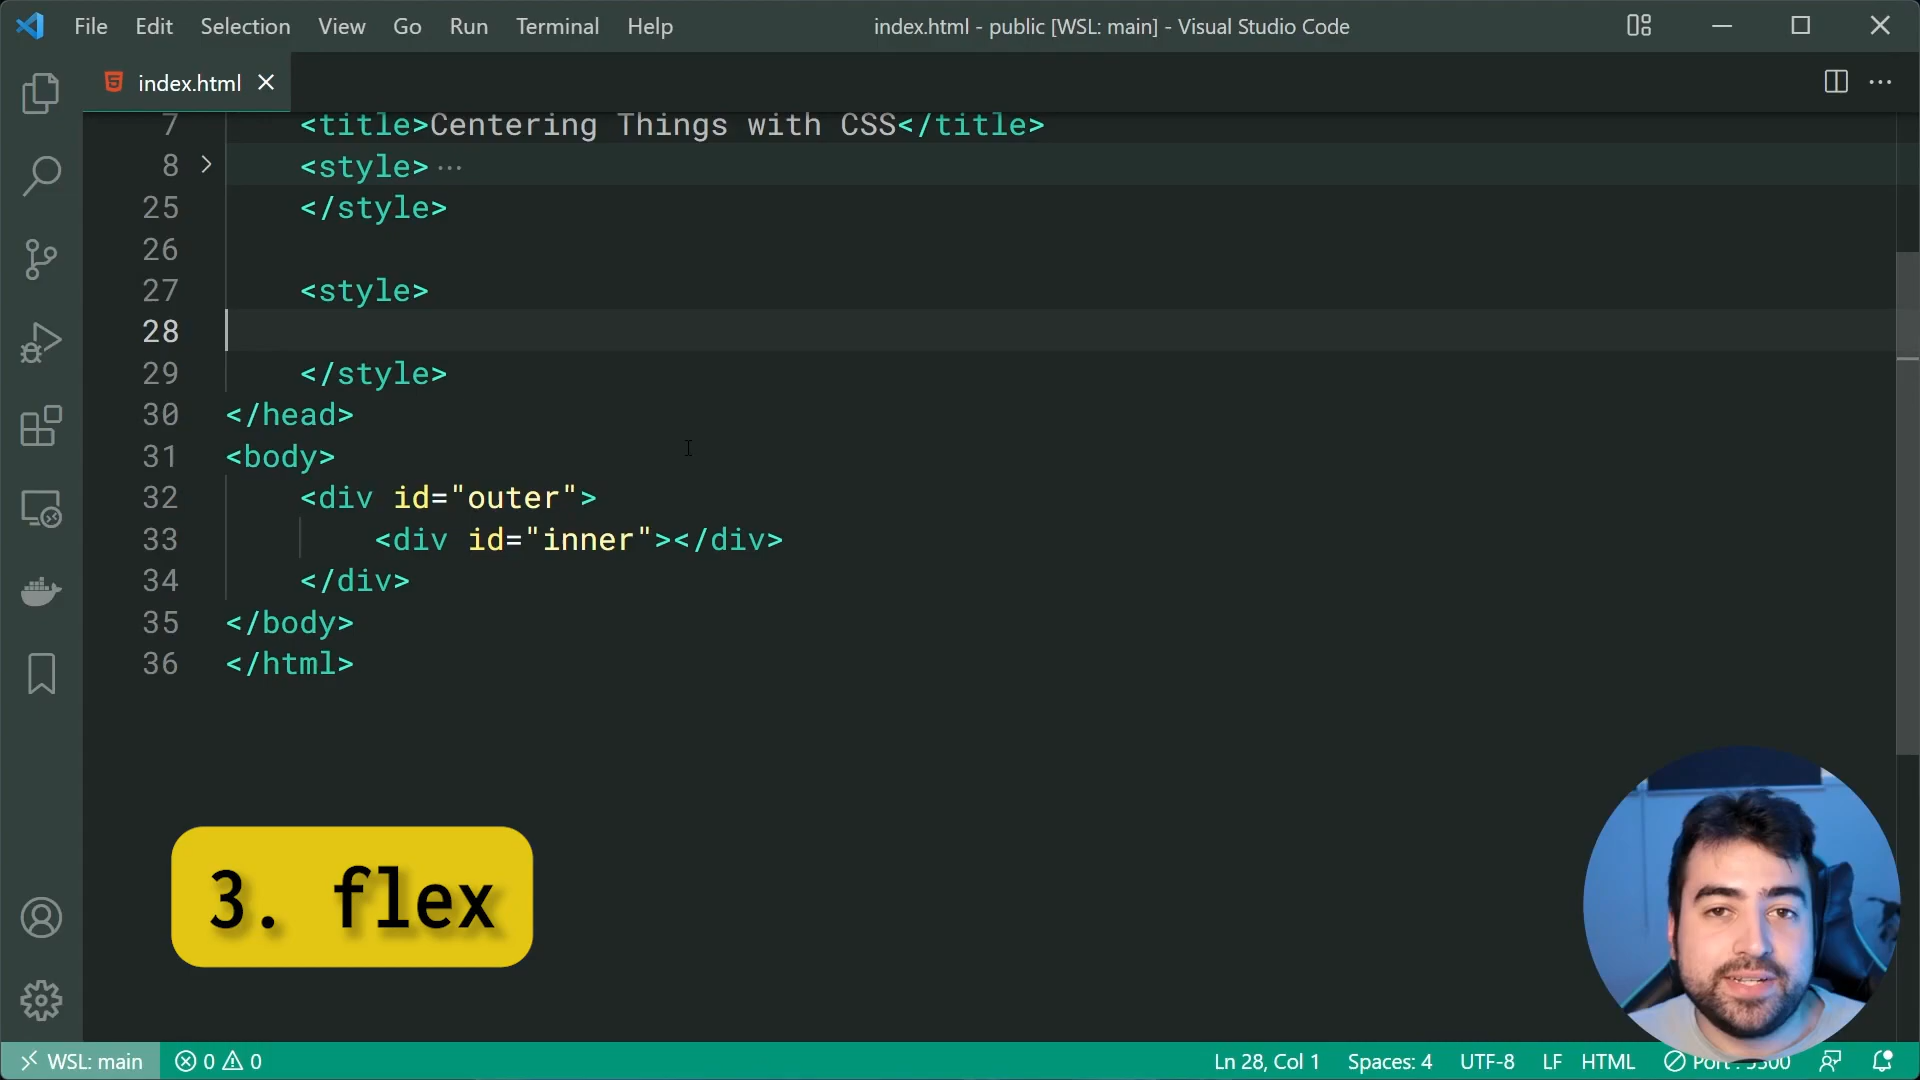 File Edit Selection View Go Run Terminal Help index.html - public [WSL: main] - Visual Studio Code
index.html
7 <title>Centering Things with CSS</title>
8 <style> ...
25 </style>
26
27 <style>
28
29 </style>
30 </head>
31 <body>
32 <div id="outer">
33 <div id="inner"></div>
34 </div>
35 </body>
36 </html>
3. flex
WSL: main 0 0 Ln 28, Col 1 Spaces: 4 UTF-8 LF HTML